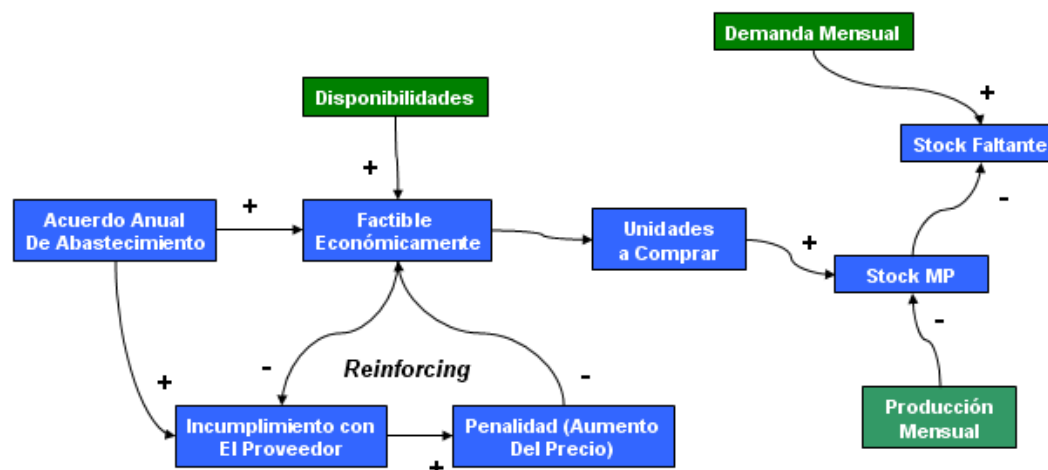 Demanda Mensual
Disponibilidades
+
+
Stock Faltante
Acuerdo Anual
De Abastecimiento
+
Factible
Económicamente
Unidades
a Comprar
+
-
Stock MP
-
-
Reinforcing
-
+
Incumplimiento con
El Proveedor
+
Penalidad (Aumento
Del Precio)
Producción
Mensual